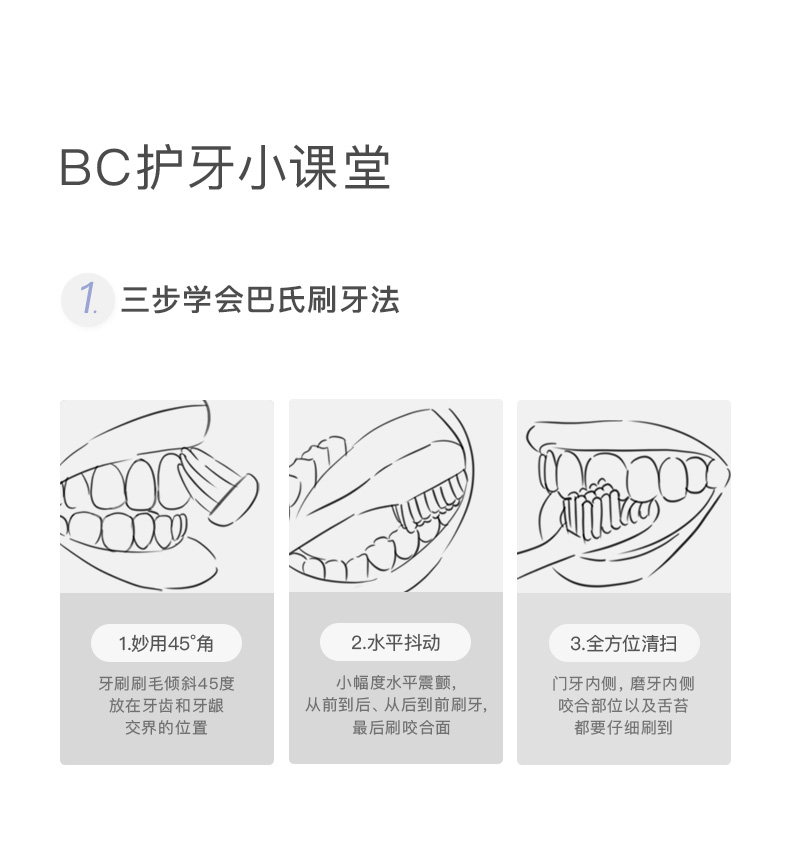 BC护牙小课堂
1. 三步学会巴氏刷牙法
1.妙用45°角
牙刷刷毛倾斜45度
放在牙齿和牙龈
交界的位置
2.水平抖动
小幅度水平震颤,
从前到后、从后到前刷牙,
最后刷咬合面
3.全方位清扫
门牙内侧, 磨牙内侧
咬合部位以及舌苔
都要仔细刷到